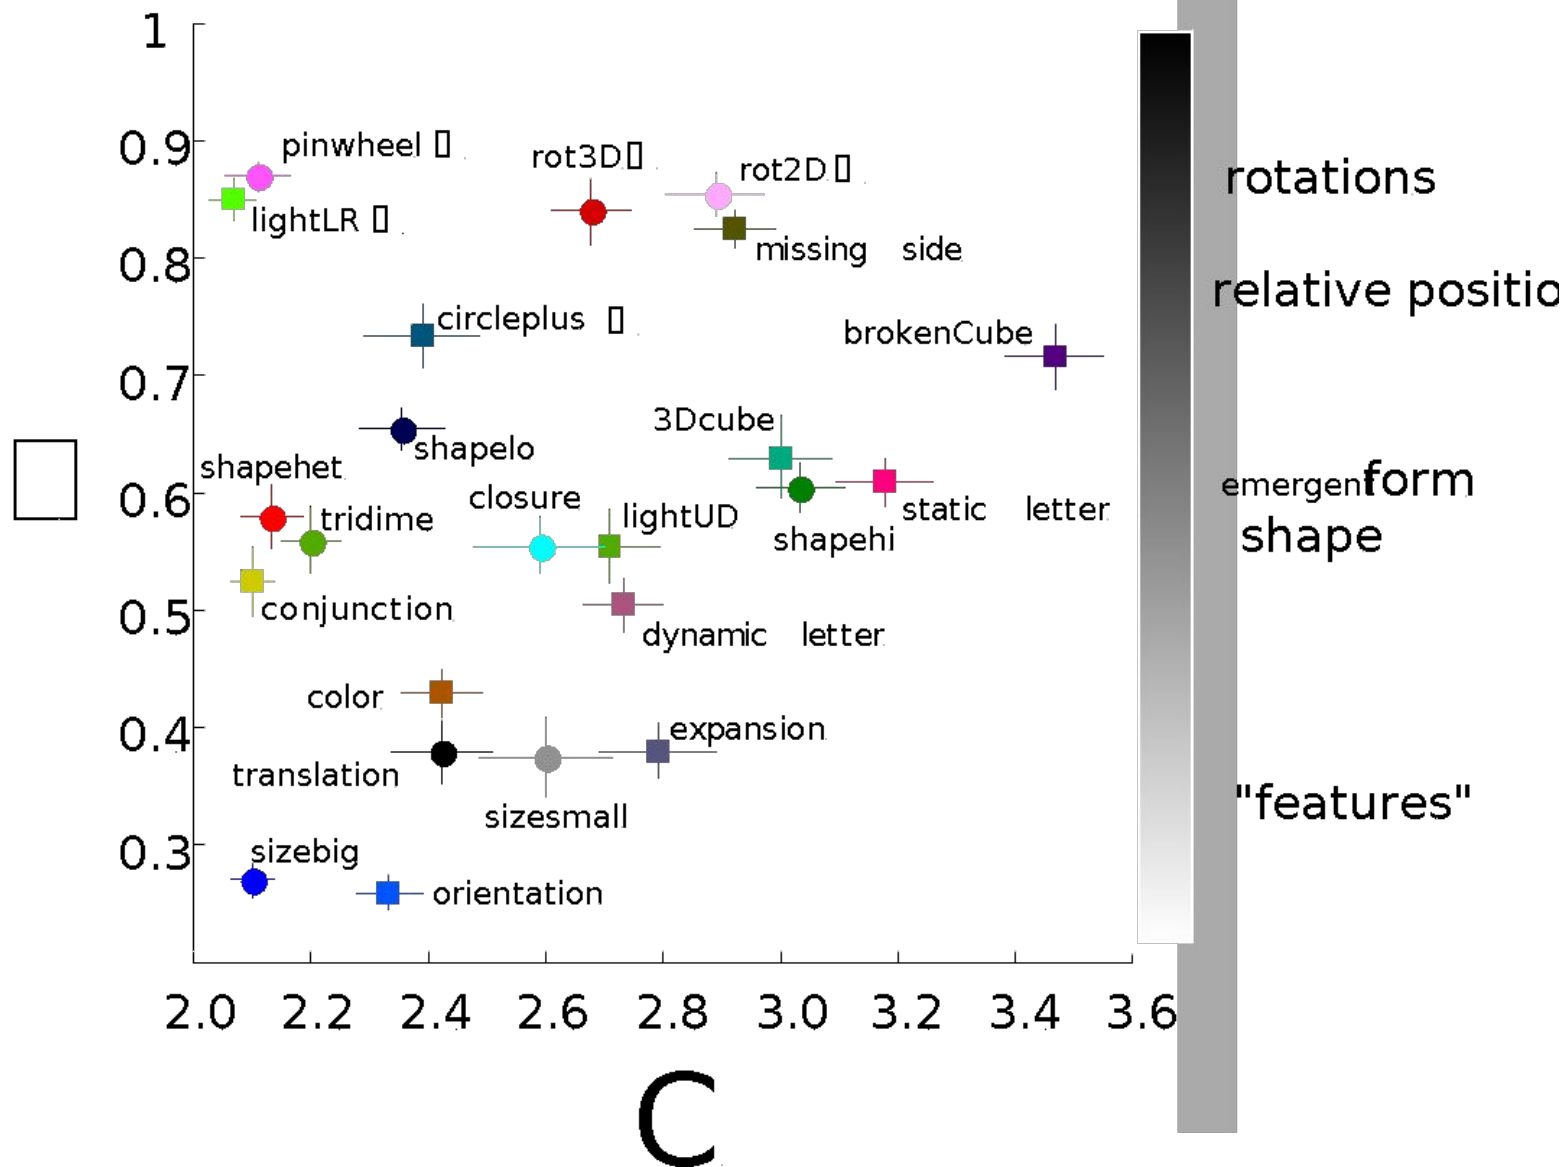 1
0.9
0.8
0.7
0.6
0.5
0.4
0.3
pinwheel
lightLR
rot3D
rot2D
missing side
circleplus
brokenCube
shapelo
3Dcube
shapehet
tridime
closure
lightUD
static letter
shapehi
conjunction
dynamic letter
color
translation
sizesmall
expansion
sizebig
orientation
2.0 2.2 2.4 2.6 2.8 3.0 3.2 3.4 3.6
C
rotations
relative positio
emergent form
shape
"features"